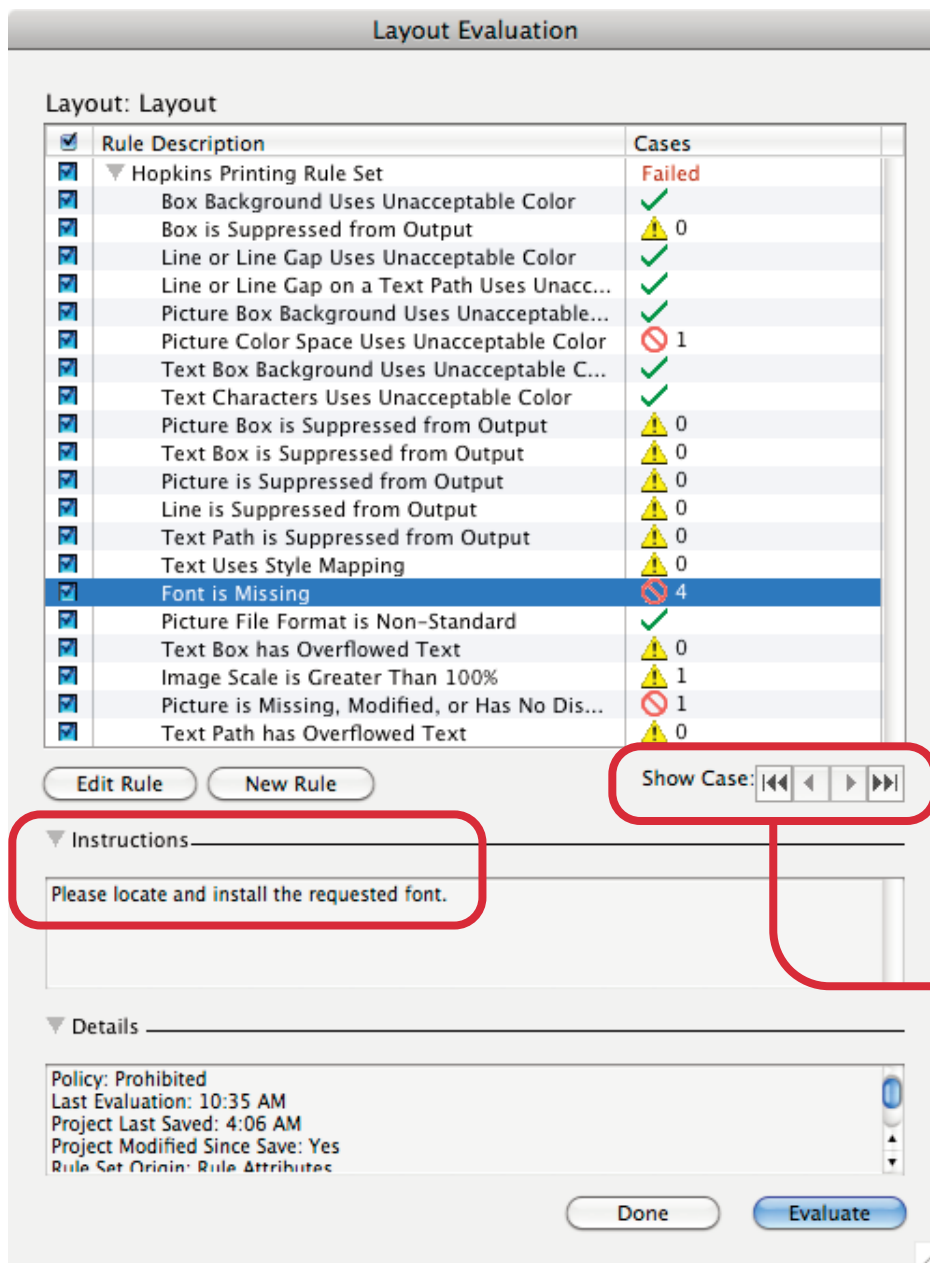 Layout Evaluation
Layout: Layout
Rule Description Cases
Hopkins Printing Rule Set Failed
Box Background Uses Unacceptable Color
Box is Suppressed from Output 0
Line or Line Gap Uses Unacceptable Color
Line or Line Gap on a Text Path Uses Unacc...
Picture Box Background Uses Unacceptable...
Picture Color Space Uses Unacceptable Color 1
Text Box Background Uses Unacceptable C...
Text Characters Uses Unacceptable Color
Picture Box is Suppressed from Output 0
Text Box is Suppressed from Output 0
Picture is Suppressed from Output 0
Line is Suppressed from Output 0
Text Path is Suppressed from Output 0
Text Uses Style Mapping 0
Font is Missing 4
Picture File Format is Non-Standard
Text Box has Overflowed Text 0
Image Scale is Greater Than 100% 1
Picture is Missing, Modified, or Has No Dis... 1
Text Path has Overflowed Text 0
Edit Rule New Rule Show Case:
Instructions
Please locate and install the requested font.
Details
Policy: Prohibited
Last Evaluation: 10:35 AM
Project Last Saved: 4:06 AM
Project Modified Since Save: Yes
Rule Set Origin: Rule Attributes
Done Evaluate